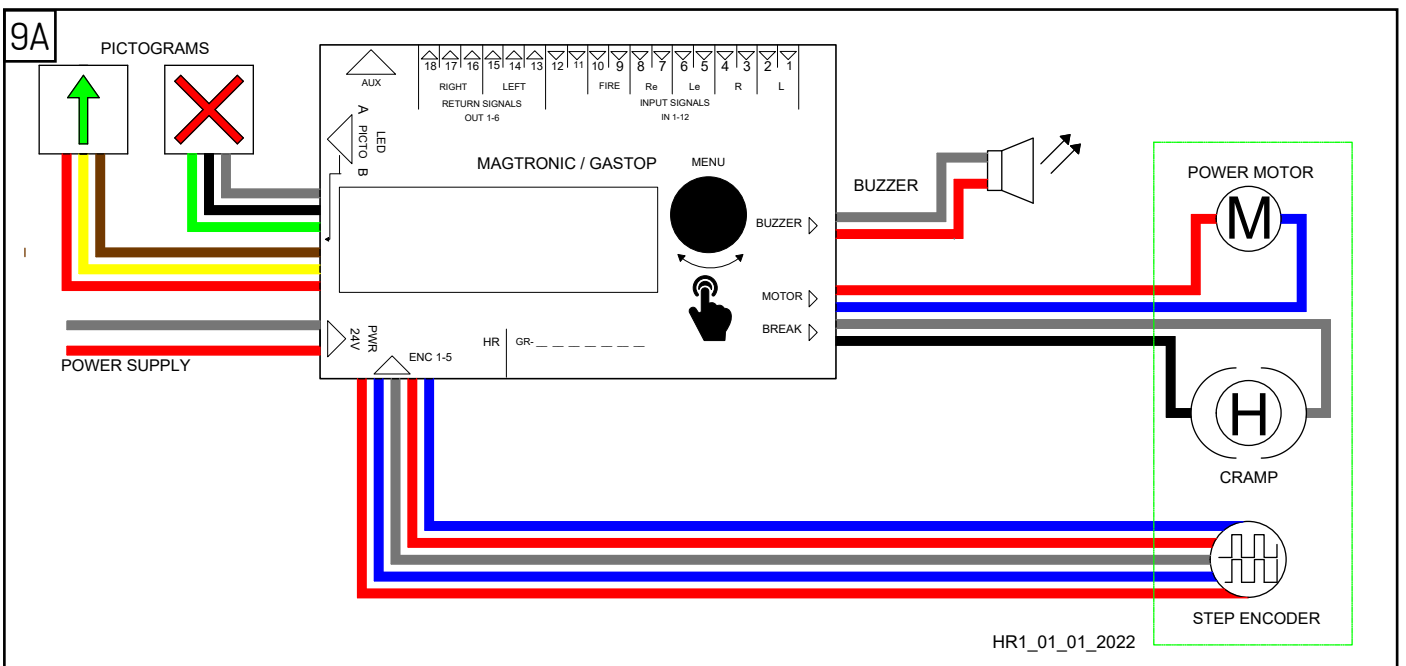 9A
PICTOGRAMS
AUX
18 17 16 15 14 13 12 11 10 9 8 7 6 5 4 3 2 1
RIGHT LEFT FIRE Re Le R L
RETURN SIGNALS INPUT SIGNALS
OUT 1-6 IN 1-12
A PICTO B
LED
MAGTRONIC / GASTOP
MENU
BUZZER
BUZZER
POWER MOTOR
M
MOTOR
BREAK
PWR
24V
HR GR- _ _ _ _ _ _ _
ENC 1-5
POWER SUPPLY
H
CRAMP
STEP ENCODER
HR1_01_01_2022